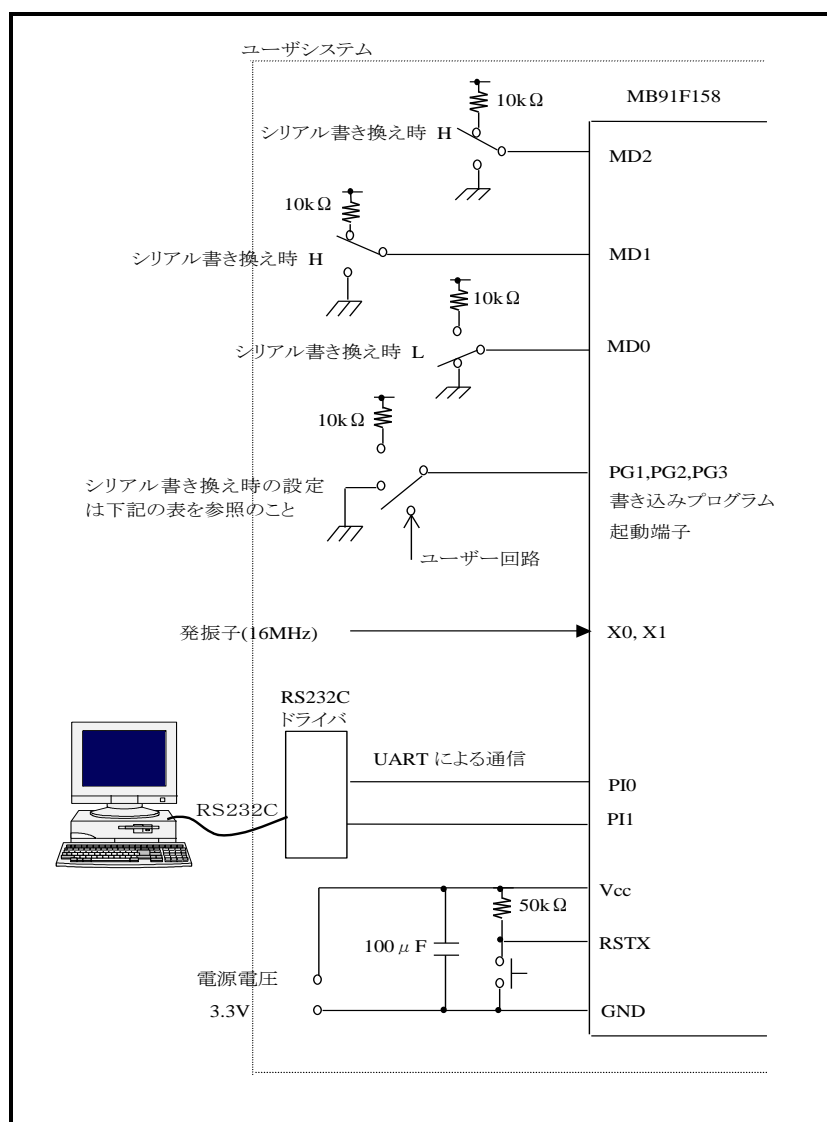 ユーザシステム
MB91F158
10kΩ
シリアル書き換え時 H
MD2
10kΩ
シリアル書き換え時 H
MD1
10kΩ
シリアル書き換え時 L
MD0
10kΩ
PG1,PG2,PG3
書き込みプログラム
起動端子
シリアル書き換え時の設定
は下記の表を参照のこと
ユーザー回路
発振子(16MHz)
X0, X1
RS232C
ドライバ
UART による通信
PI0
RS232C
PI1
Vcc
50kΩ
100μF
RSTX
電源電圧
3.3V
GND